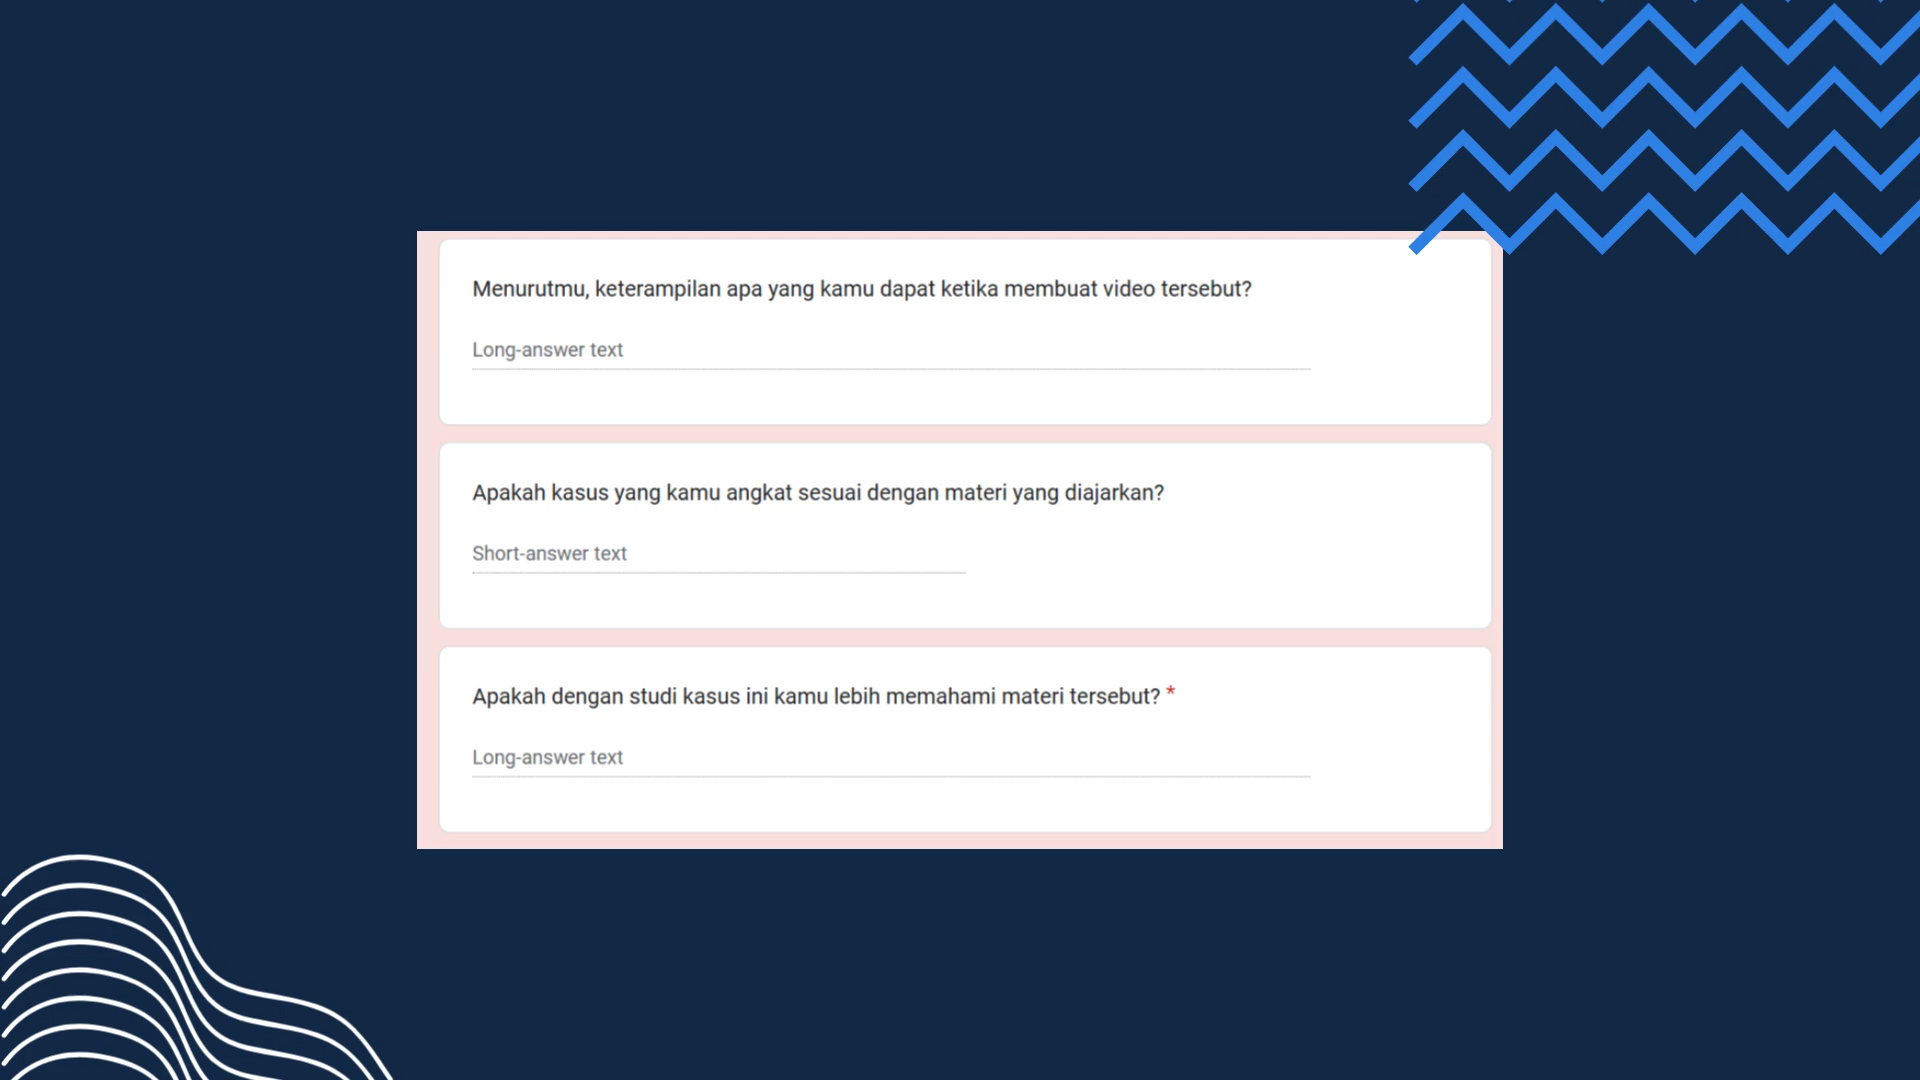 Menurutmu, keterampilan apa yang kamu dapat ketika membuat video tersebut?
Long-answer text
Apakah kasus yang kamu angkat sesuai dengan materi yang diajarkan?
Short-answer text
Apakah dengan studi kasus ini kamu lebih memahami materi tersebut? *
Long-answer text